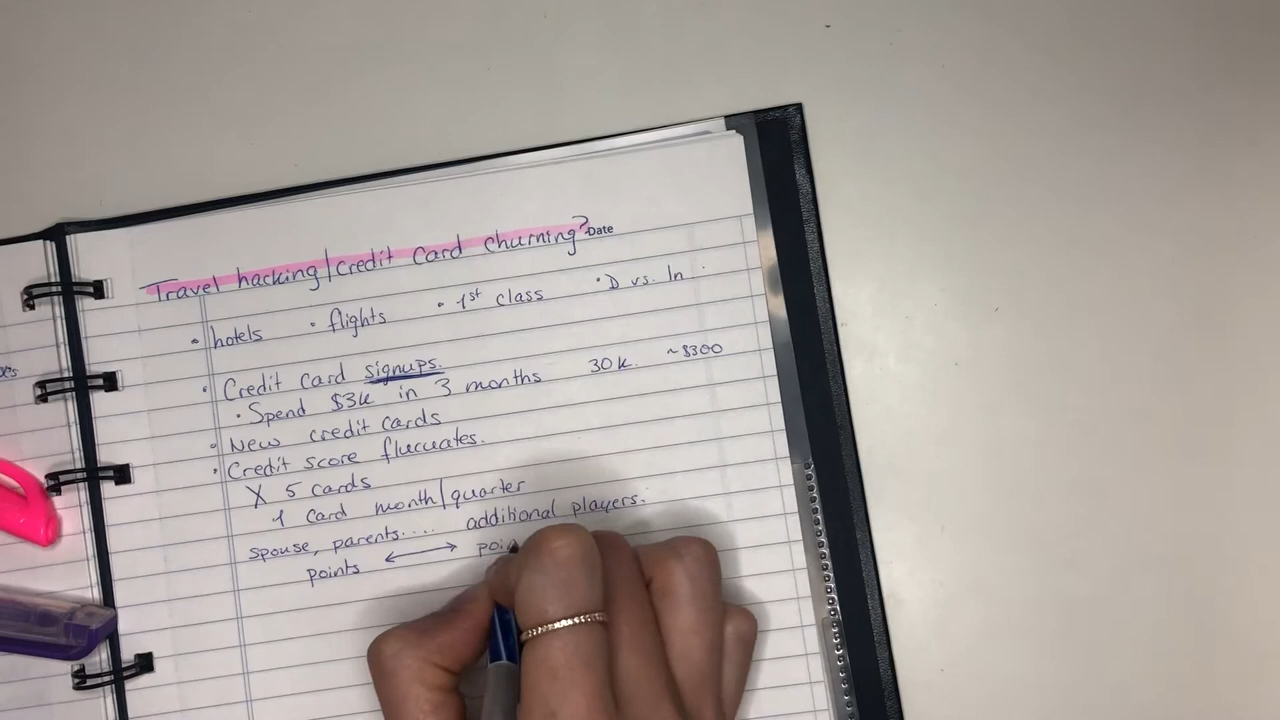 Travel hacking/credit card churning?
Date
• hotels • flights • 1st class • D vs. In.
• Credit card signups.
• Spend $3k in 3 months 30k. ~$300
• New credit cards
• Credit score flucuates.
X 5 cards
1 card month/quarter
spouse, parents.... additional players.
points ⟷ poi